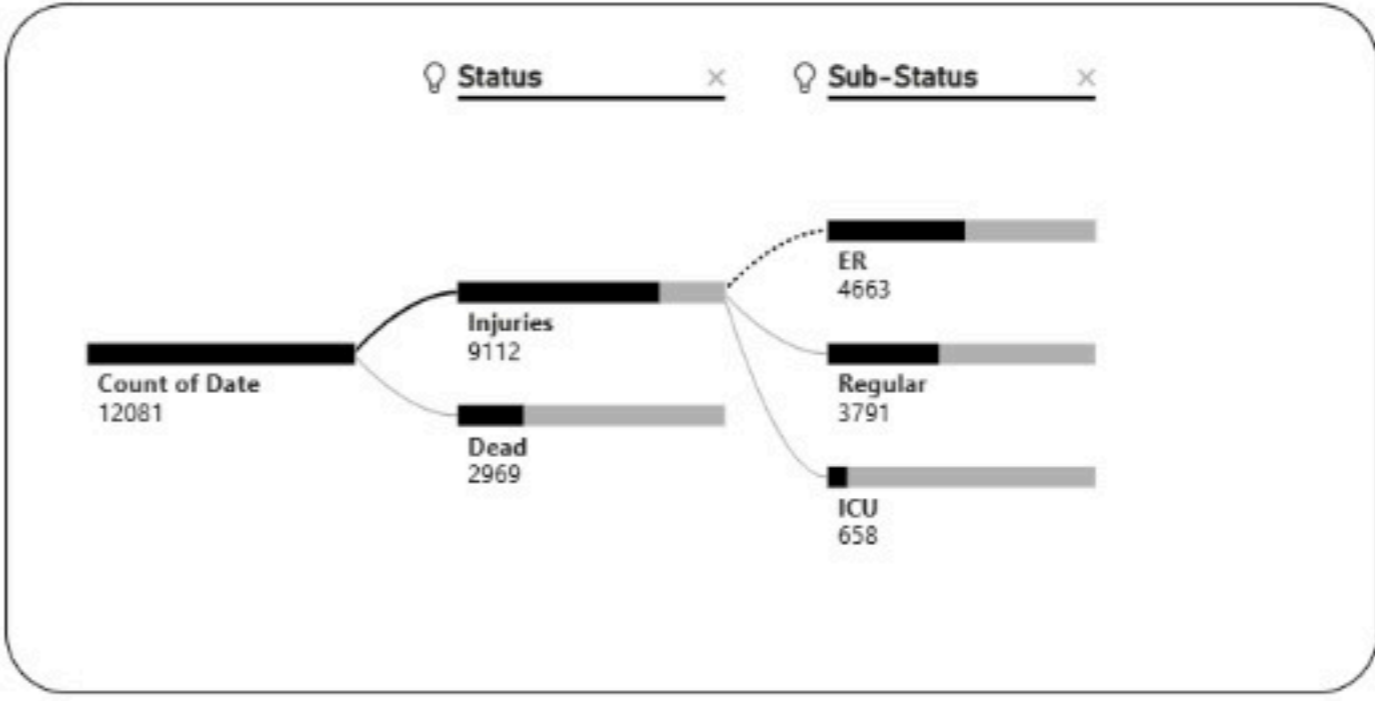 Status
Sub-Status
Count of Date
12081
Injuries
9112
Dead
2969
ER
4663
Regular
3791
ICU
658